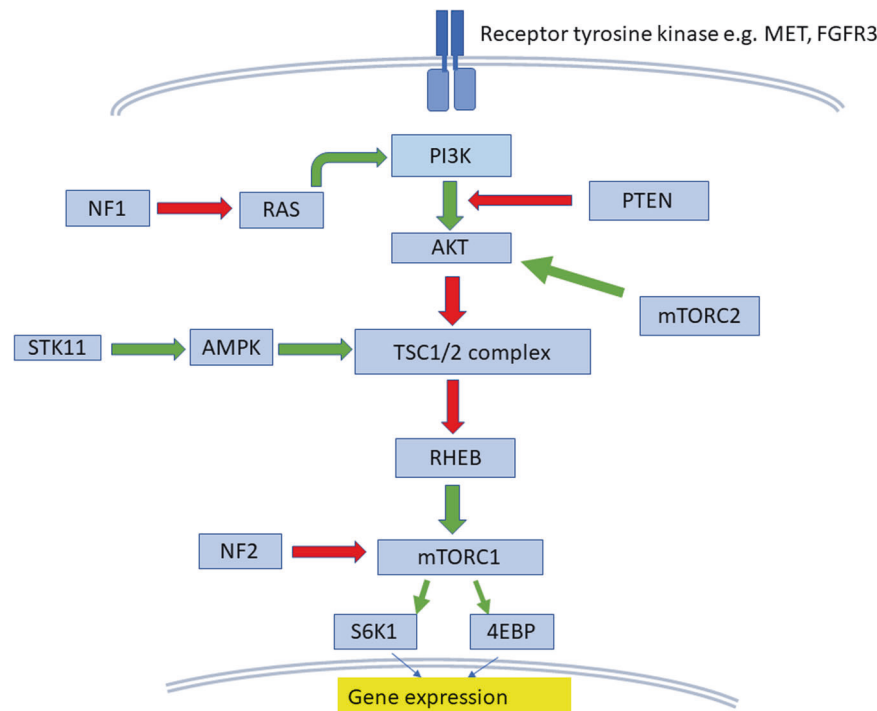 Receptor tyrosine kinase e.g. MET, FGFR3
PI3K
NF1
RAS
PTEN
AKT
mTORC2
STK11
AMPK
TSC1/2 complex
RHEB
NF2
mTORC1
S6K1
4EBP
Gene expression